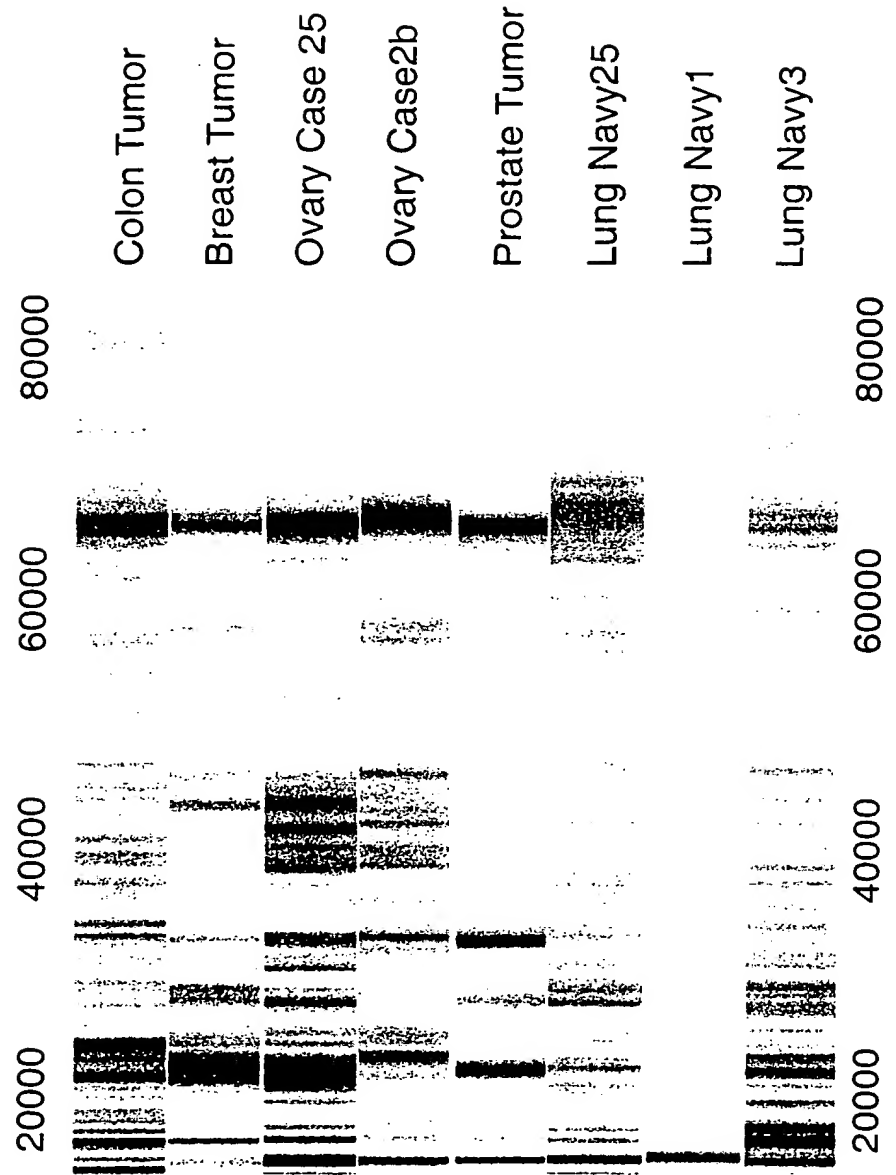 Colon Tumor
Breast Tumor
Ovary Case 25
Ovary Case2b
Prostate Tumor
Lung Navy25
Lung Navy1
Lung Navy3
80000
80000
60000
60000
40000
40000
20000
20000